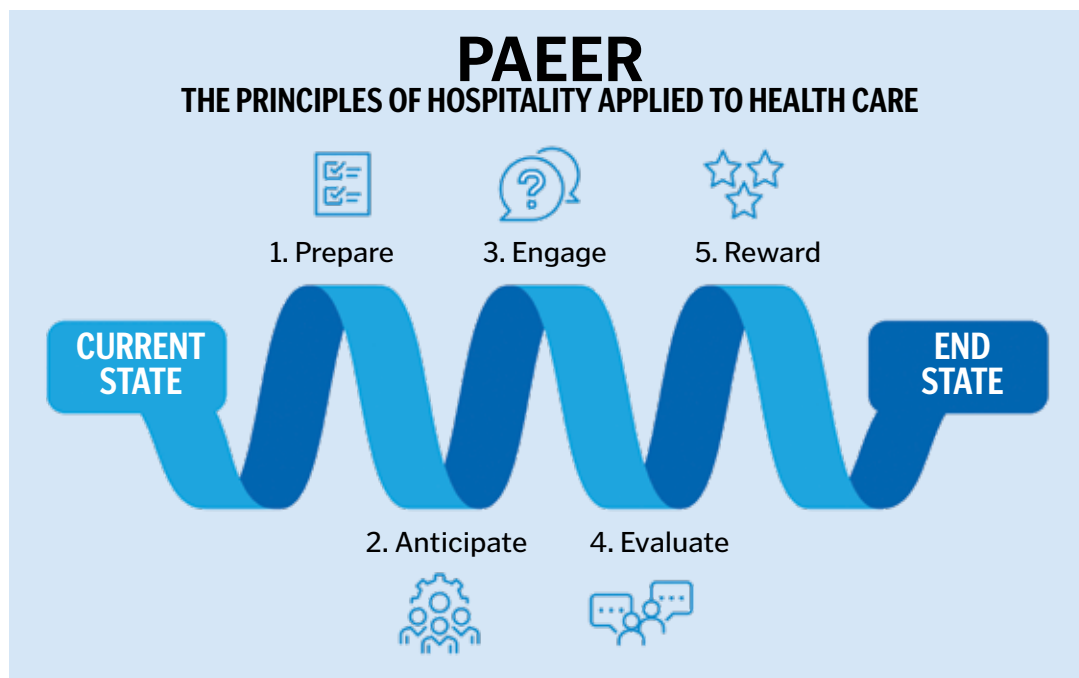 PAEER
THE PRINCIPLES OF HOSPITALITY APPLIED TO HEALTH CARE
1. Prepare
3. Engage
5. Reward
CURRENT
STATE
END
STATE
2. Anticipate
4. Evaluate